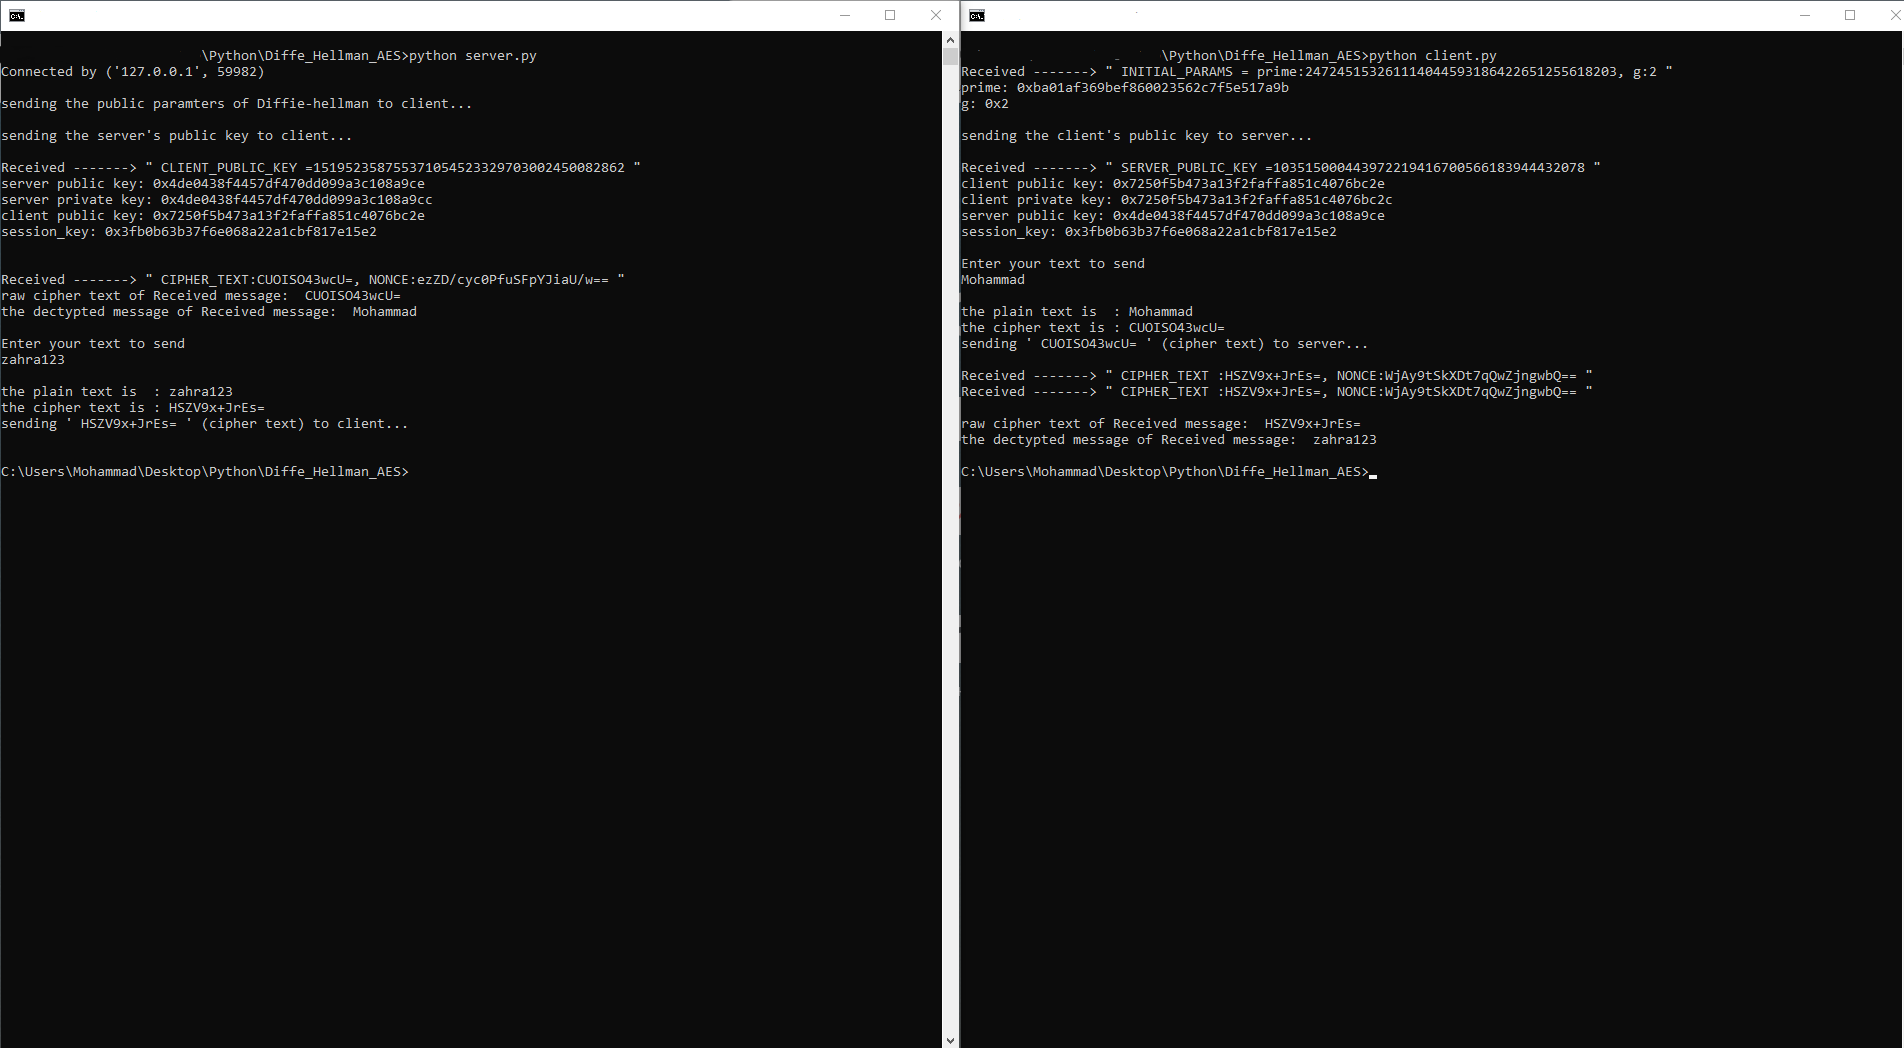 \Python\Diffe_Hellman_AES>python server.py
Connected by ('127.0.0.1', 59982)
sending the public paramters of Diffie-hellman to client...
sending the server's public key to client...
Received -------> " CLIENT_PUBLIC_KEY =151952358755371054523329703002450082862 "
server public key: 0x4de0438f4457df470dd099a3c108a9ce
server private key: 0x4de0438f4457df470dd099a3c108a9cc
client public key: 0x7250f5b473a13f2faffa851c4076bc2e
session_key: 0x3fb0b63b37f6e068a22a1cbf817e15e2
Received -------> " CIPHER_TEXT:CUOISO43wcU=, NONCE:ezZD/cyc0PfuSFpYJiaU/w== "
raw cipher text of Received message:  CUOISO43wcU=
the dectypted message of Received message:  Mohammad
Enter your text to send
zahra123
the plain text is  : zahra123
the cipher text is : HSZV9x+JrEs=
sending ' HSZV9x+JrEs= ' (cipher text) to client...
C:\Users\Mohammad\Desktop\Python\Diffe_Hellman_AES>
\Python\Diffe_Hellman_AES>python client.py
Received -------> " INITIAL_PARAMS = prime:247245153261114044593186422651255618203, g:2 "
prime: 0xba01af369bef860023562c7f5e517a9b
g: 0x2
sending the client's public key to server...
Received -------> " SERVER_PUBLIC_KEY =103515000443972219416700566183944432078 "
client public key: 0x7250f5b473a13f2faffa851c4076bc2e
client private key: 0x7250f5b473a13f2faffa851c4076bc2c
server public key: 0x4de0438f4457df470dd099a3c108a9ce
session_key: 0x3fb0b63b37f6e068a22a1cbf817e15e2
Enter your text to send
Mohammad
the plain text is  : Mohammad
the cipher text is : CUOISO43wcU=
sending ' CUOISO43wcU= ' (cipher text) to server...
Received -------> " CIPHER_TEXT :HSZV9x+JrEs=, NONCE:WjAy9tSkXDt7qQwZjngwbQ== "
Received -------> " CIPHER_TEXT :HSZV9x+JrEs=, NONCE:WjAy9tSkXDt7qQwZjngwbQ== "
raw cipher text of Received message:  HSZV9x+JrEs=
the dectypted message of Received message:  zahra123
C:\Users\Mohammad\Desktop\Python\Diffe_Hellman_AES>